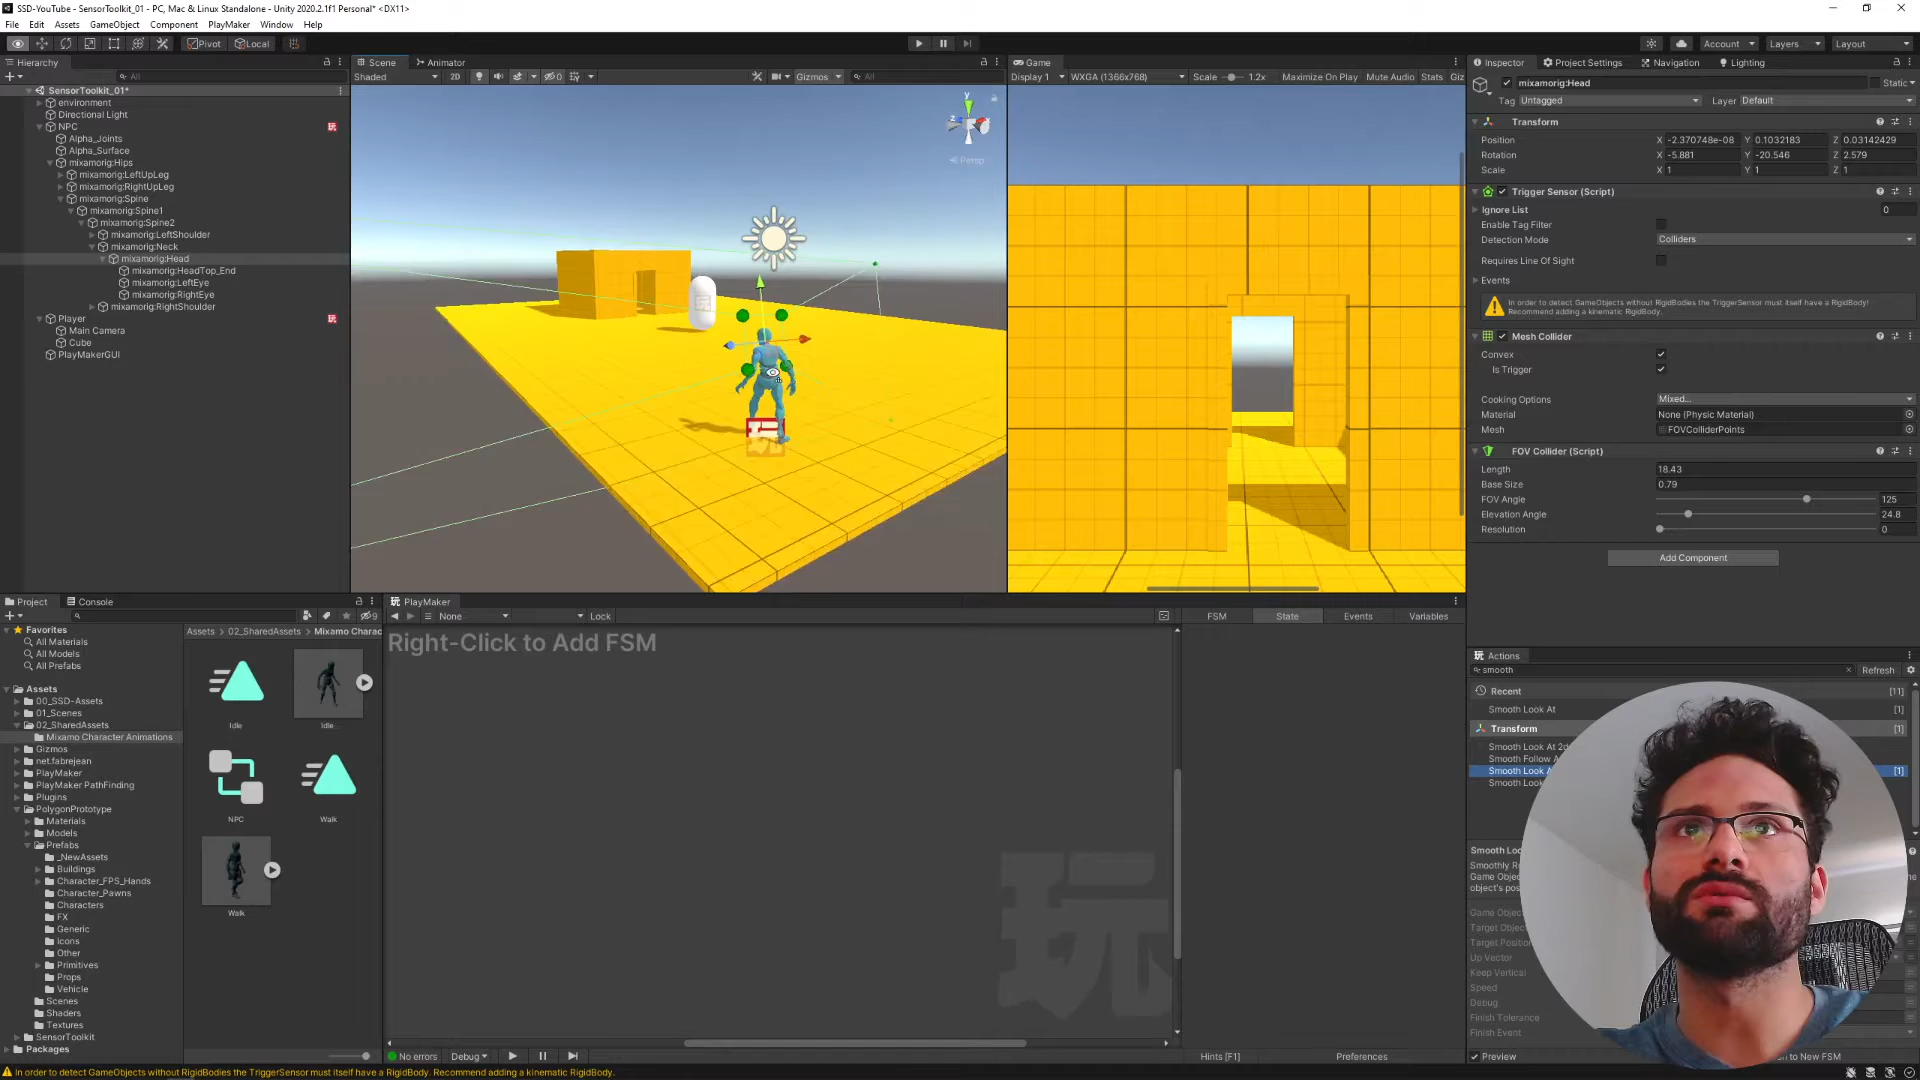 SSD-YouTube - SensorToolkit_01 - PC, Mac & Linux Standalone - Unity 2020.2.1f1 Personal* <DX11>
File Edit Assets GameObject Component PlayMaker Window Help
Pivot Local Account Layers Layout
Hierarchy
All
SensorToolkit_01*
environment
Directional Light
NPC
Alpha_Joints
Alpha_Surface
mixamorig:Hips
mixamorig:LeftUpLeg
mixamorig:RightUpLeg
mixamorig:Spine
mixamorig:Spine1
mixamorig:Spine2
mixamorig:LeftShoulder
mixamorig:Neck
mixamorig:Head
mixamorig:HeadTop_End
mixamorig:LeftEye
mixamorig:RightEye
mixamorig:RightShoulder
Player
Main Camera
Cube
PlayMakerGUI
Scene Animator
Shaded 2D 0 Gizmos All
y
z
x
Persp
Game
Display 1 WXGA (1366x768) Scale 1.2x Maximize On Play Mute Audio Stats Giz
Inspector Project Settings Navigation Lighting
mixamorig:Head Static
Tag Untagged Layer Default
Transform
Position X -2.370748e-08 Y 0.1032183 Z 0.03142429
Rotation X -5.881 Y -20.546 Z 2.579
Scale X 1 Y 1 Z 1
Trigger Sensor (Script)
Ignore List 0
Enable Tag Filter
Detection Mode Colliders
Requires Line Of Sight
Events
In order to detect GameObjects without RigidBodies the TriggerSensor must itself have a RigidBody!
Recommend adding a kinematic RigidBody.
Mesh Collider
Convex
Is Trigger
Cooking Options Mixed...
Material None (Physic Material)
Mesh FOVColliderPoints
FOV Collider (Script)
Length 18.43
Base Size 0.79
FOV Angle 125
Elevation Angle 24.8
Resolution 0
Add Component
Project Console
9
Favorites
All Materials
All Models
All Prefabs
Assets
00_SSD-Assets
01_Scenes
02_SharedAssets
Mixamo Character Animations
Gizmos
net.fabrejean
PlayMaker
PlayMaker PathFinding
Plugins
PolygonPrototype
Materials
Models
Prefabs
_NewAssets
Buildings
Character_FPS_Hands
Character_Pawns
Characters
FX
Generic
Icons
Other
Primitives
Props
Vehicle
Scenes
Shaders
Textures
SensorToolkit
Packages
Assets > 02_SharedAssets > Mixamo Charac
Idle
Idle
NPC
Walk
Walk
PlayMaker
None Lock
FSM State Events Variables
Right-Click to Add FSM
玩
No errors Debug
Hints [F1] Preferences
Actions
smooth Refresh
Recent [11]
Smooth Look At [1]
Transform [1]
Smooth Look At 2d
Smooth Follow A
Smooth Look A [1]
Smooth Look
Smooth Loo
Smoothly Ro
Game Objec
object's pos
Game Object
Target Object
Target Position
Up Vector
Keep Vertical
Speed
Debug
Finish Tolerance
Finish Event
Preview
n to New FSM
In order to detect GameObjects without RigidBodies the TriggerSensor must itself have a RigidBody. Recommend adding a kinematic RigidBody.